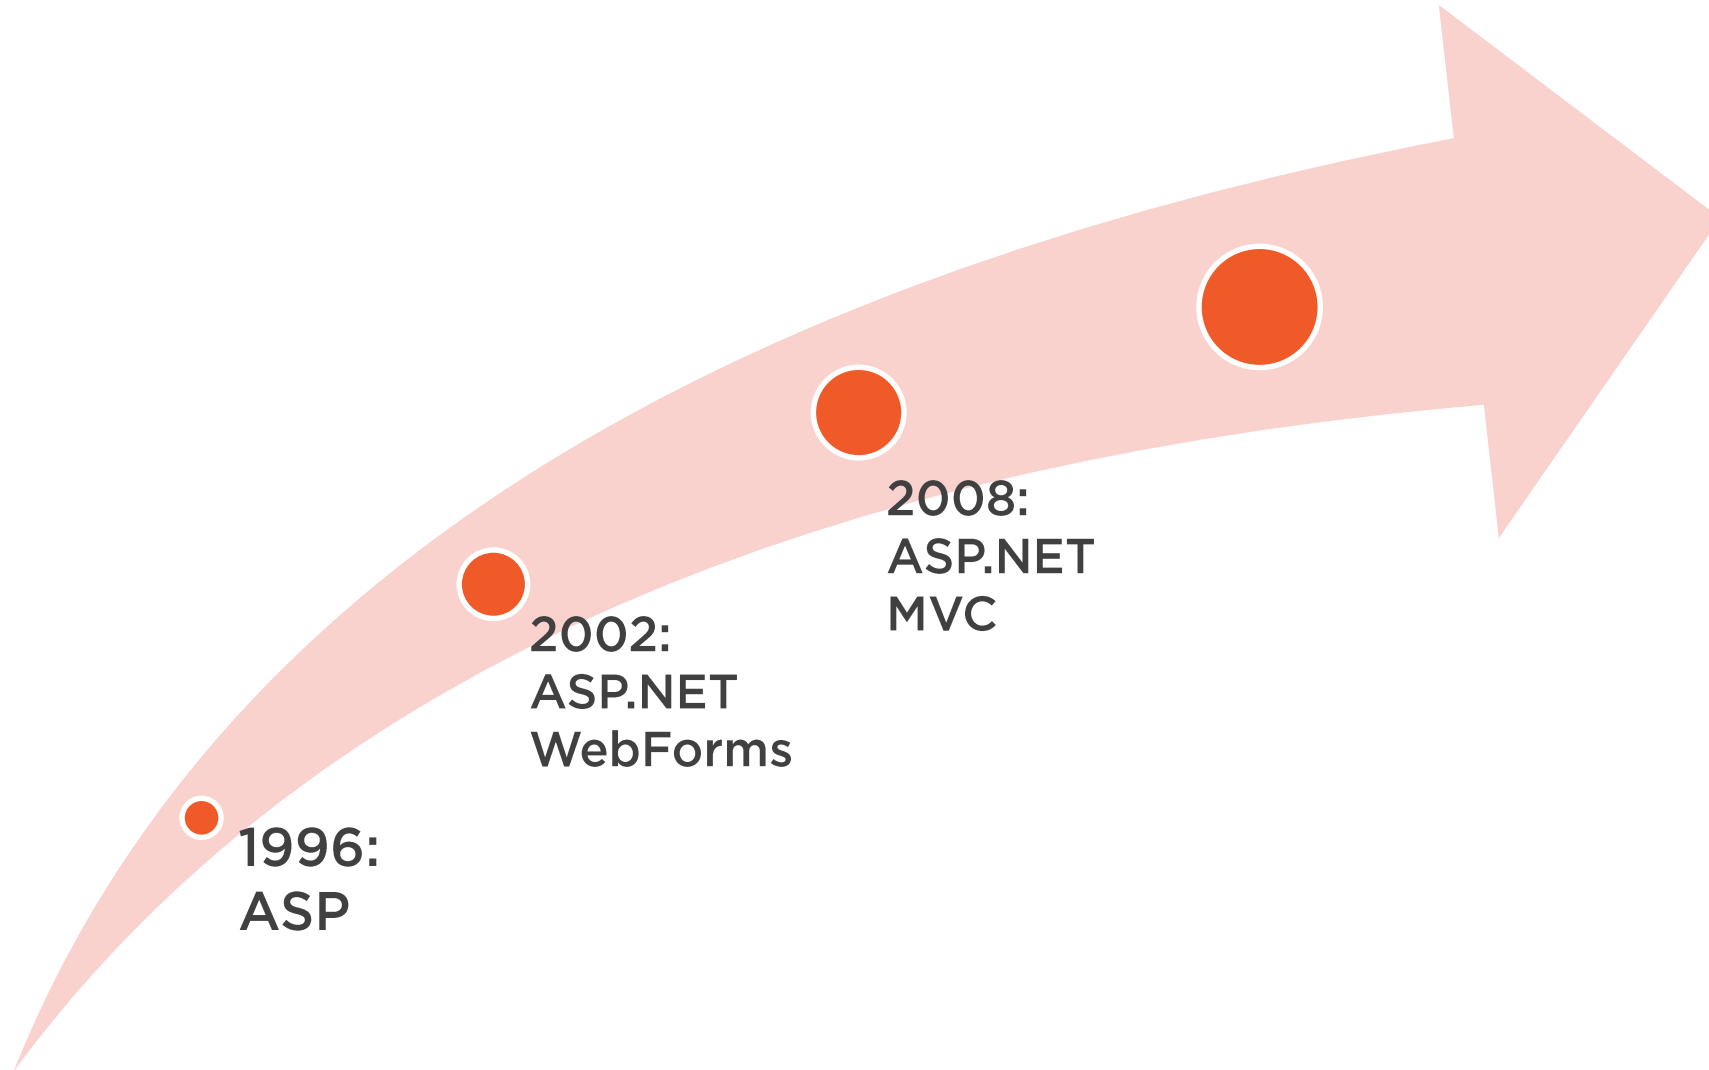 1996:
ASP
2002:
ASP.NET
WebForms
2008:
ASP.NET
MVC